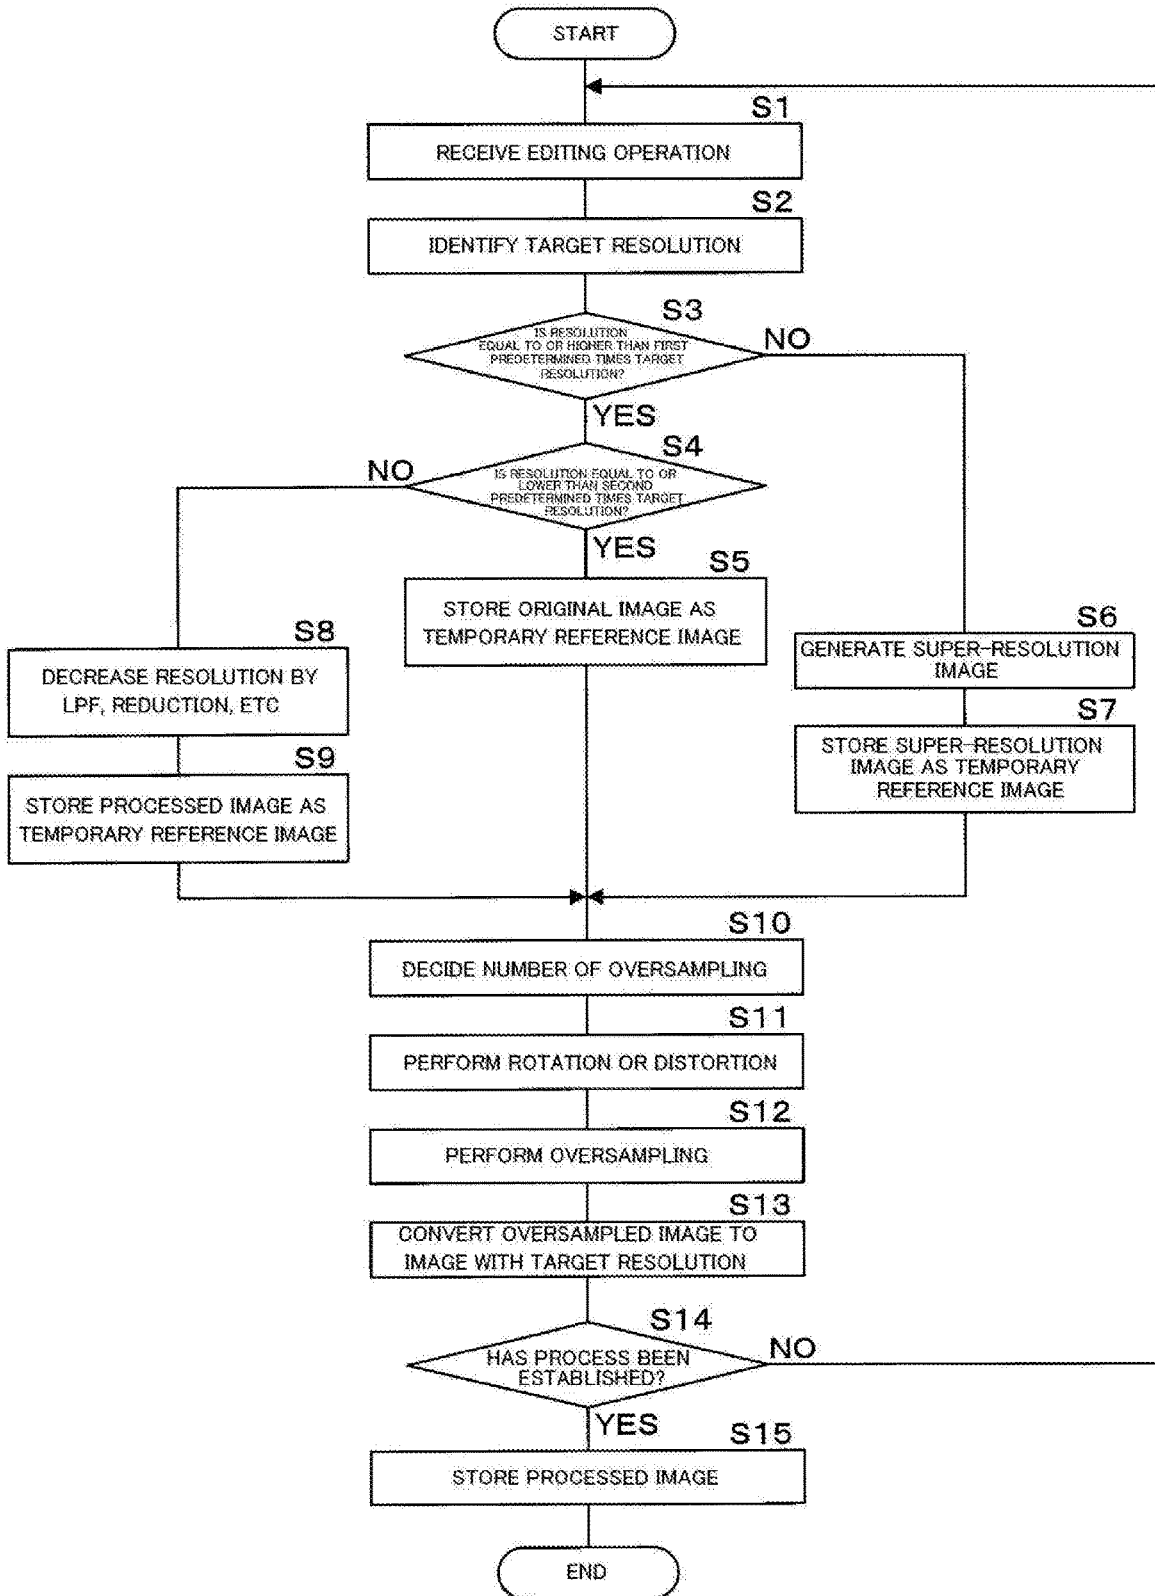 START
S1
RECEIVE EDITING OPERATION
S2
IDENTIFY TARGET RESOLUTION
S3
IS RESOLUTION
EQUAL TO OR HIGHER THAN FIRST
PREDETERMINED TIMES TARGET
RESOLUTION?
NO
YES
S4
NO
IS RESOLUTION EQUAL TO OR
LOWER THAN SECOND
PREDETERMINED TIMES TARGET
RESOLUTION?
YES
S5
STORE ORIGINAL IMAGE AS
TEMPORARY REFERENCE IMAGE
S6
GENERATE SUPER-RESOLUTION
IMAGE
S7
STORE SUPER-RESOLUTION
IMAGE AS TEMPORARY
REFERENCE IMAGE
S8
DECREASE RESOLUTION BY
LPF, REDUCTION, ETC
S9
STORE PROCESSED IMAGE AS
TEMPORARY REFERENCE IMAGE
S10
DECIDE NUMBER OF OVERSAMPLING
S11
PERFORM ROTATION OR DISTORTION
S12
PERFORM OVERSAMPLING
S13
CONVERT OVERSAMPLED IMAGE TO
IMAGE WITH TARGET RESOLUTION
S14
HAS PROCESS BEEN
ESTABLISHED?
NO
YES
S15
STORE PROCESSED IMAGE
END